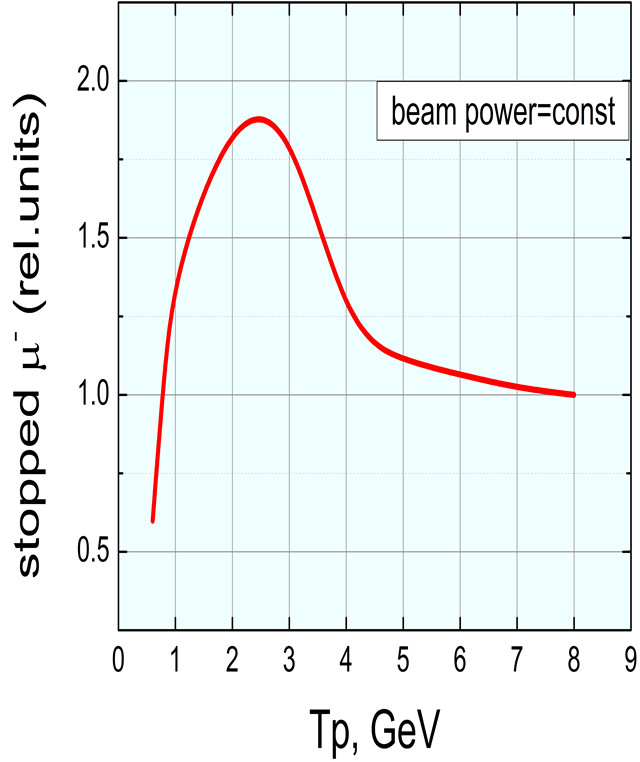 stopped μ⁻ (rel.units)
2.0
1.5
1.0
0.5
beam power=const
0 1 2 3 4 5 6 7 8 9
Tp, GeV